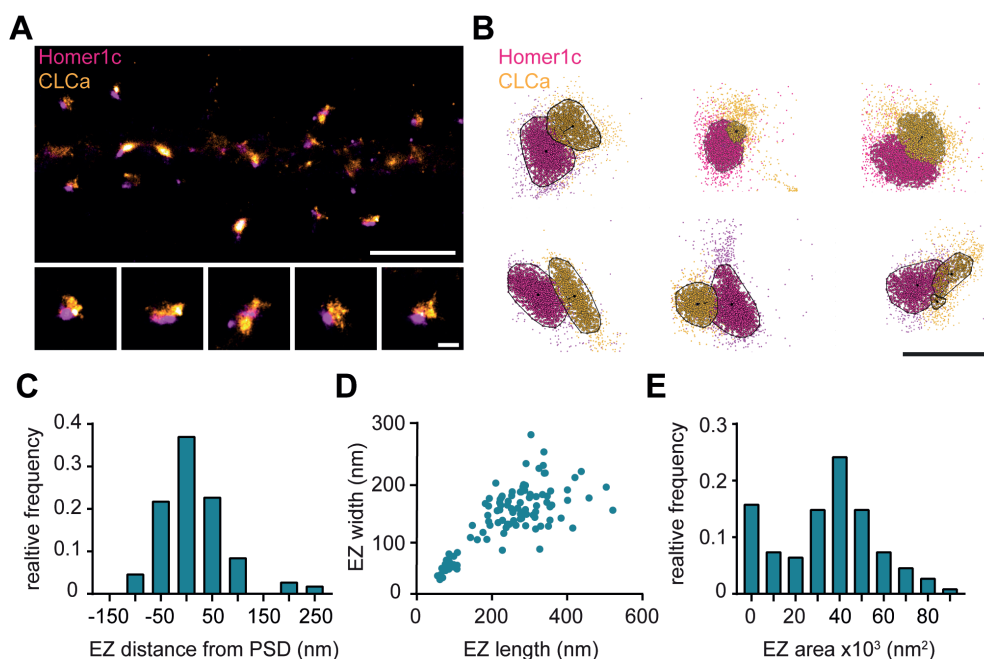 A
Homer1c
CLCa
B
Homer1c
CLCa
C
0.4
0.2
0.1
0
realtive frequency
-150
-50
50
150
250
EZ distance from PSD (nm)
D
300
200
100
0
EZ width (nm)
0
200
400
600
EZ length (nm)
E
0.3
0.2
0.1
0
realtive frequency
0
20
40
60
80
EZ area x10³ (nm²)